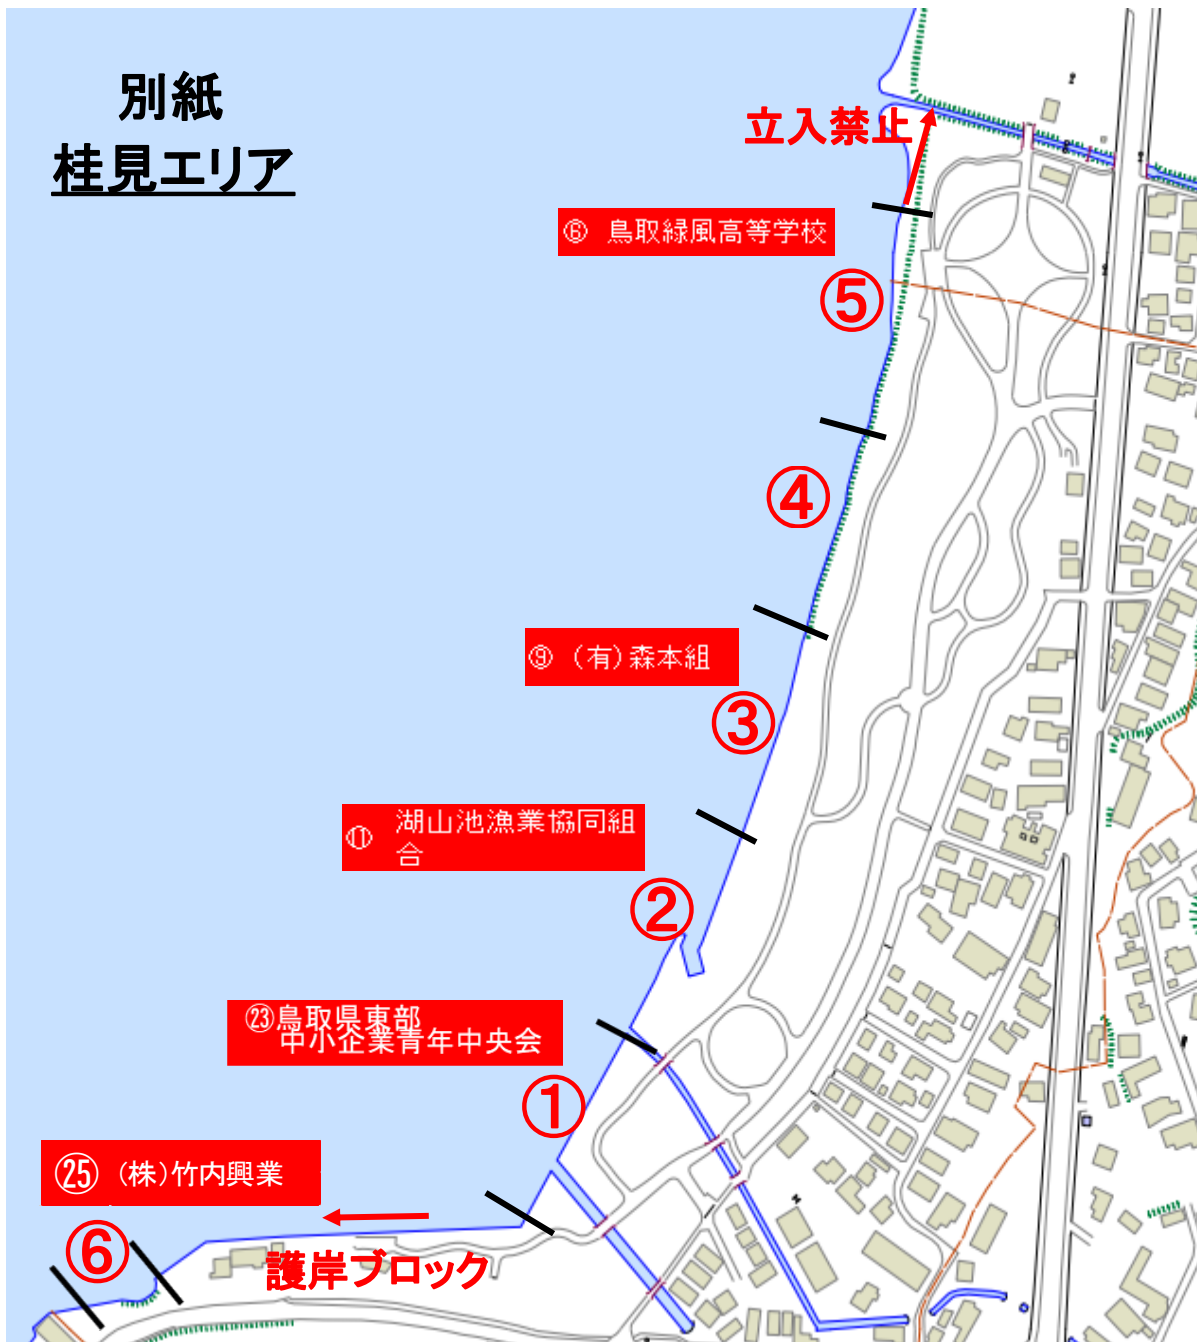 別紙
桂見エリア
立入禁止
⑥ 鳥取緑風高等学校
⑤
④
⑨ （有）森本組
③
⑪ 湖山池漁業協同組
合
②
㉓鳥取県東部
中小企業青年中央会
①
㉕ （株）竹内興業
⑥
護岸ブロック